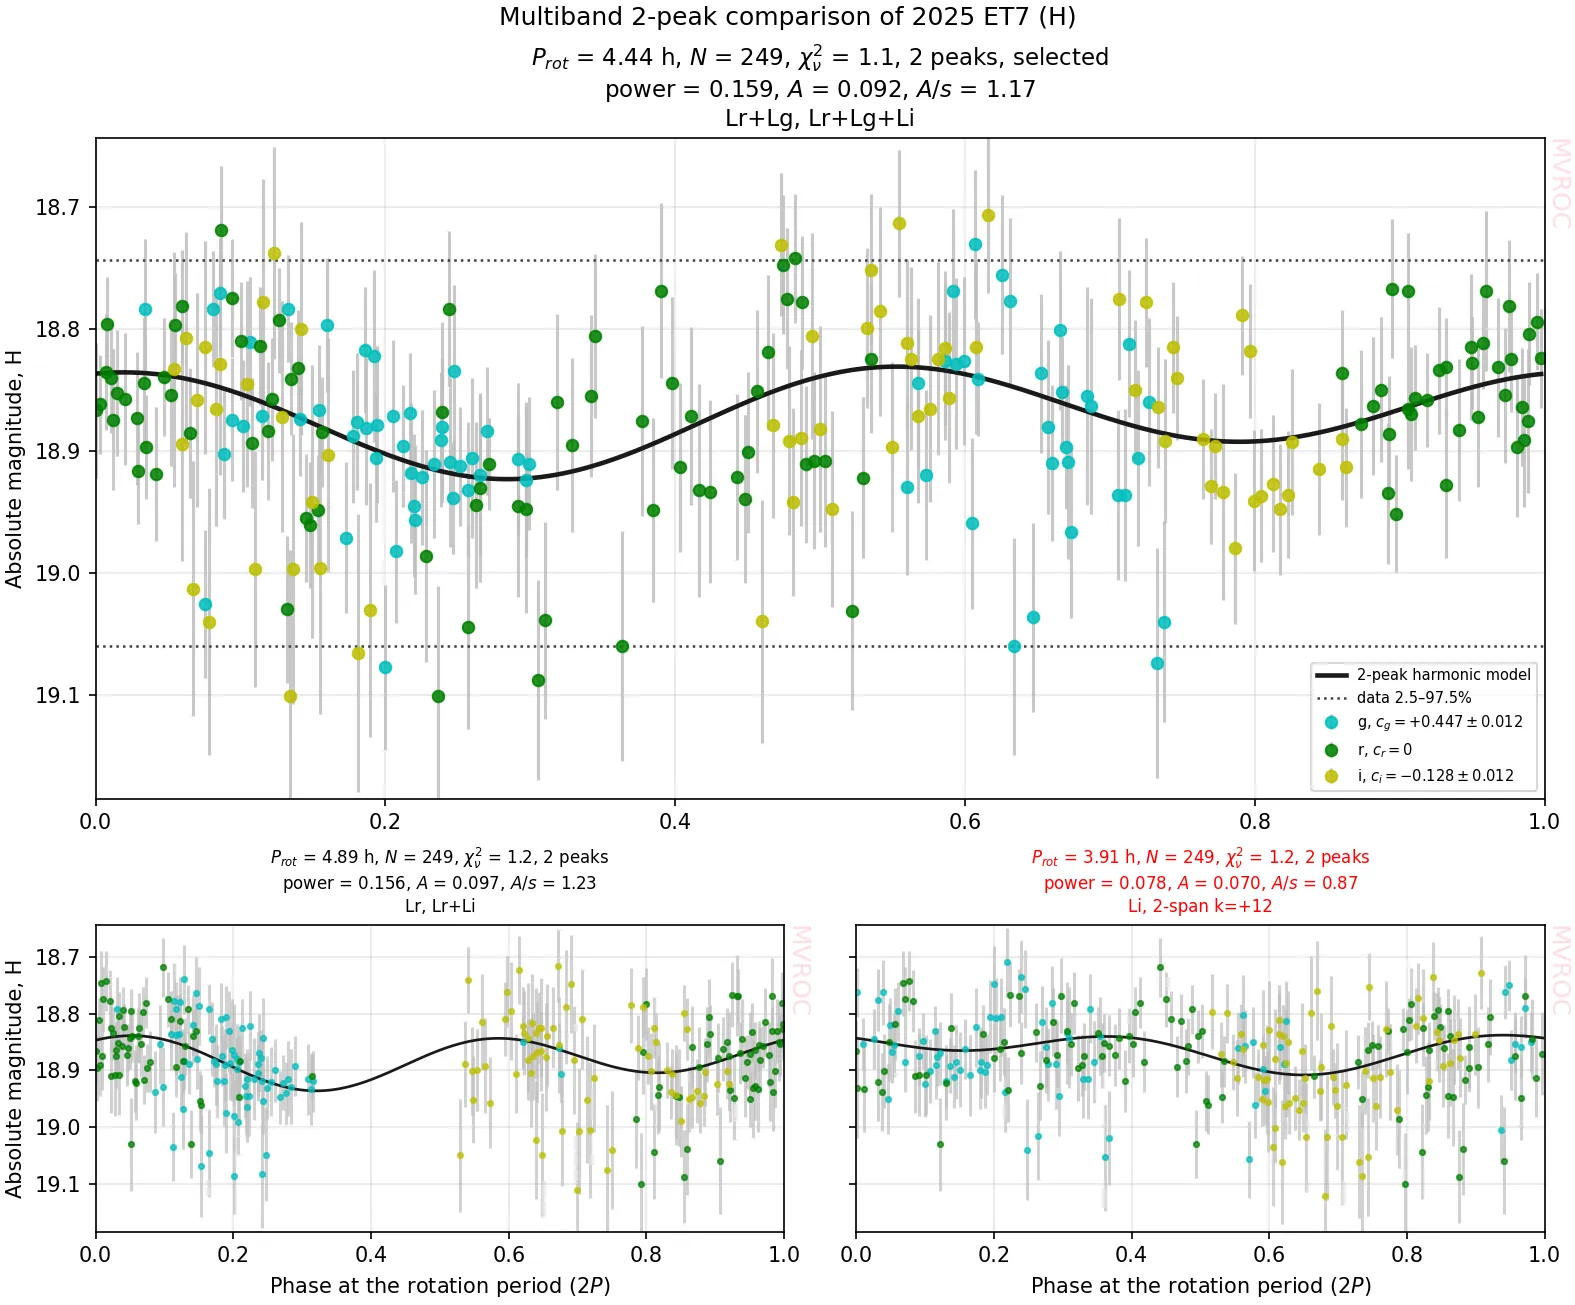 Multiband 2-peak comparison of 2025 ET7 (H)
P_rot = 4.44 h, N = 249, χ²_ν = 1.1, 2 peaks, selected
power = 0.159, A = 0.092, A/s = 1.17
Lr+Lg, Lr+Lg+Li
MVROC
Absolute magnitude, H
18.7
18.8
18.9
19.0
19.1
2-peak harmonic model
data 2.5–97.5%
g, c_g = +0.447 ± 0.012
r, c_r = 0
i, c_i = −0.128 ± 0.012
0.0 0.2 0.4 0.6 0.8 1.0
P_rot = 4.89 h, N = 249, χ²_ν = 1.2, 2 peaks
power = 0.156, A = 0.097, A/s = 1.23
Lr, Lr+Li
MVROC
Absolute magnitude, H
18.7
18.8
18.9
19.0
19.1
0.0 0.2 0.4 0.6 0.8 1.0
Phase at the rotation period (2P)
P_rot = 3.91 h, N = 249, χ²_ν = 1.2, 2 peaks
power = 0.078, A = 0.070, A/s = 0.87
Li, 2-span k=+12
MVROC
0.0 0.2 0.4 0.6 0.8 1.0
Phase at the rotation period (2P)